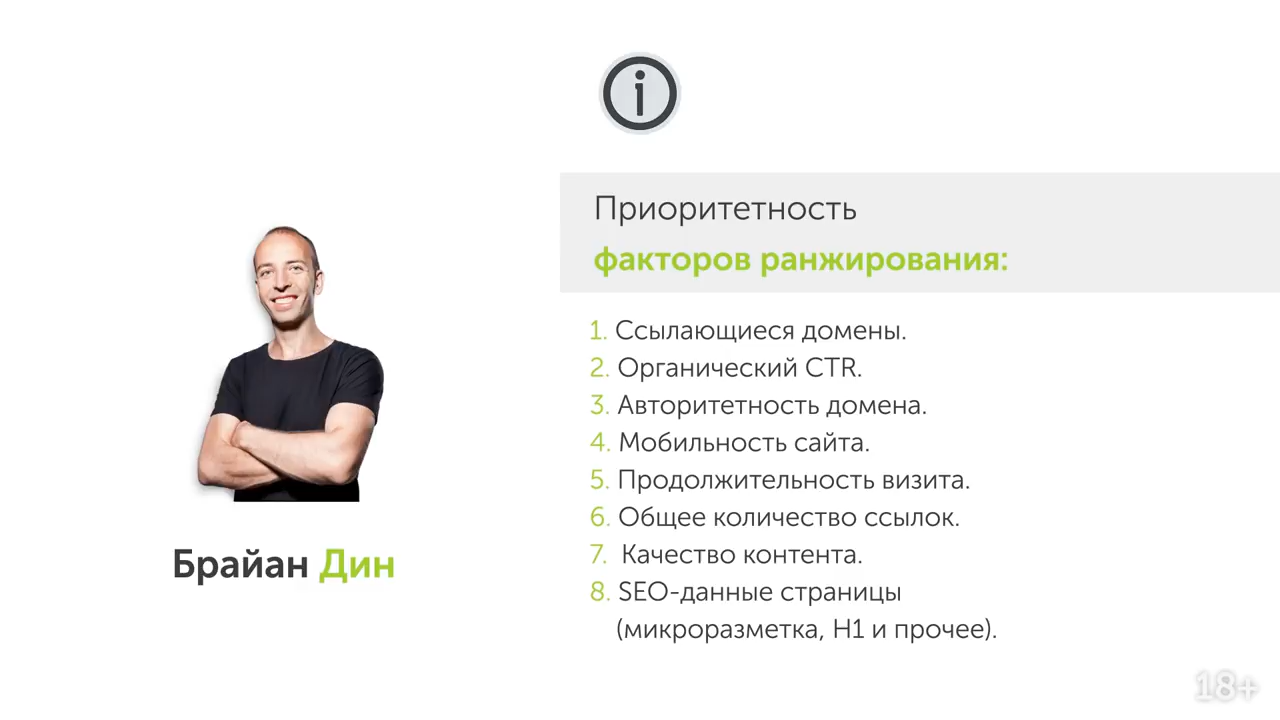 Приоритетность
факторов ранжирования:
1. Ссылающиеся домены.
2. Органический CTR.
3. Авторитетность домена.
4. Мобильность сайта.
5. Продолжительность визита.
6. Общее количество ссылок.
7. Качество контента.
8. SEO-данные страницы
(микроразметка, H1 и прочее).
Брайан Дин
18+